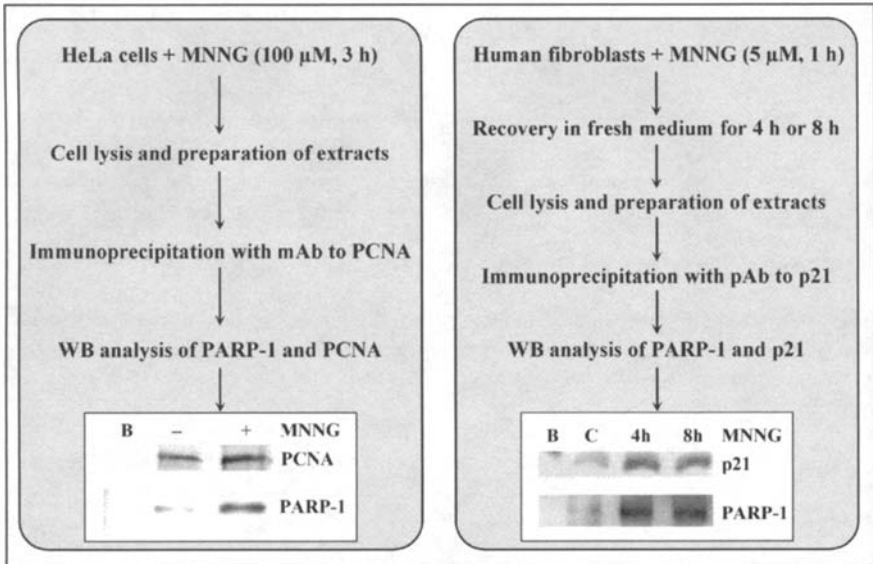 HeLa cells + MNNG (100 µM, 3 h)
Cell lysis and preparation of extracts
Immunoprecipitation with mAb to PCNA
WB analysis of PARP-1 and PCNA
B – + MNNG
PCNA
PARP-1
Human fibroblasts + MNNG (5 µM, 1 h)
Recovery in fresh medium for 4 h or 8 h
Cell lysis and preparation of extracts
Immunoprecipitation with pAb to p21
WB analysis of PARP-1 and p21
B C 4h 8h MNNG
p21
PARP-1